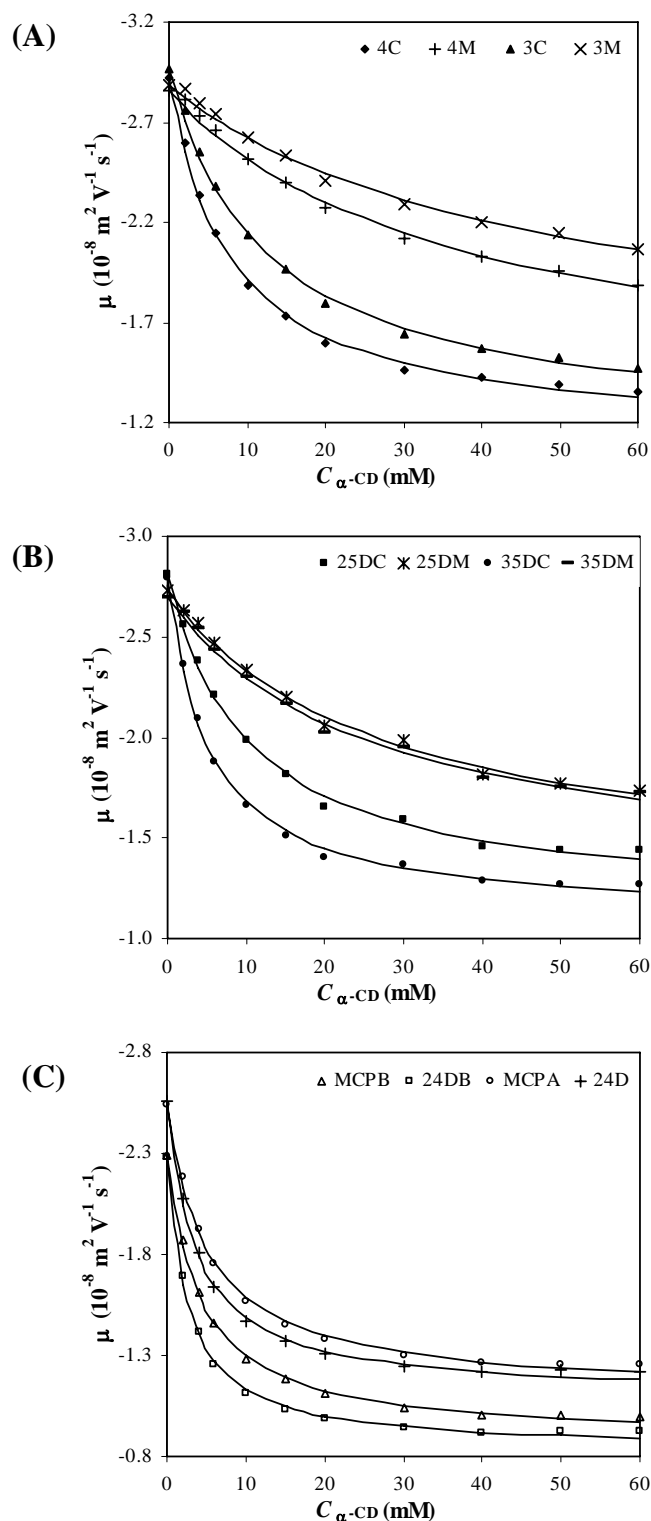 (A)
4C 4M 3C 3M
-3.2
-2.7
-2.2
-1.7
-1.2
μ (10⁻⁸ m² V⁻¹ s⁻¹)
0 10 20 30 40 50 60
C α-CD (mM)
(B)
25DC 25DM 35DC 35DM
-3.0
-2.5
-2.0
-1.5
-1.0
μ (10⁻⁸ m² V⁻¹ s⁻¹)
0 10 20 30 40 50 60
C α-CD (mM)
(C)
MCPB 24DB MCPA 24D
-2.8
-2.3
-1.8
-1.3
-0.8
μ (10⁻⁸ m² V⁻¹ s⁻¹)
0 10 20 30 40 50 60
C α-CD (mM)